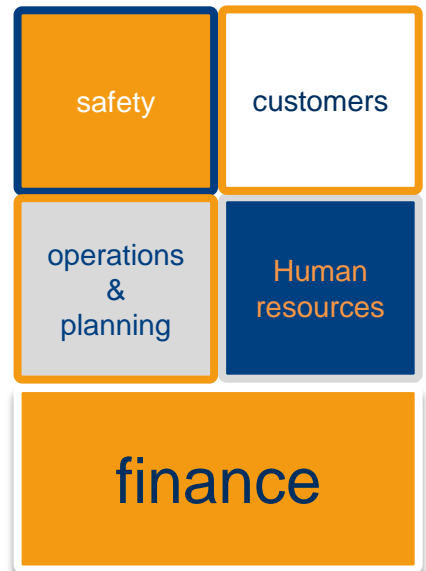 safety
customers
operations
&
planning
Human
resources
finance